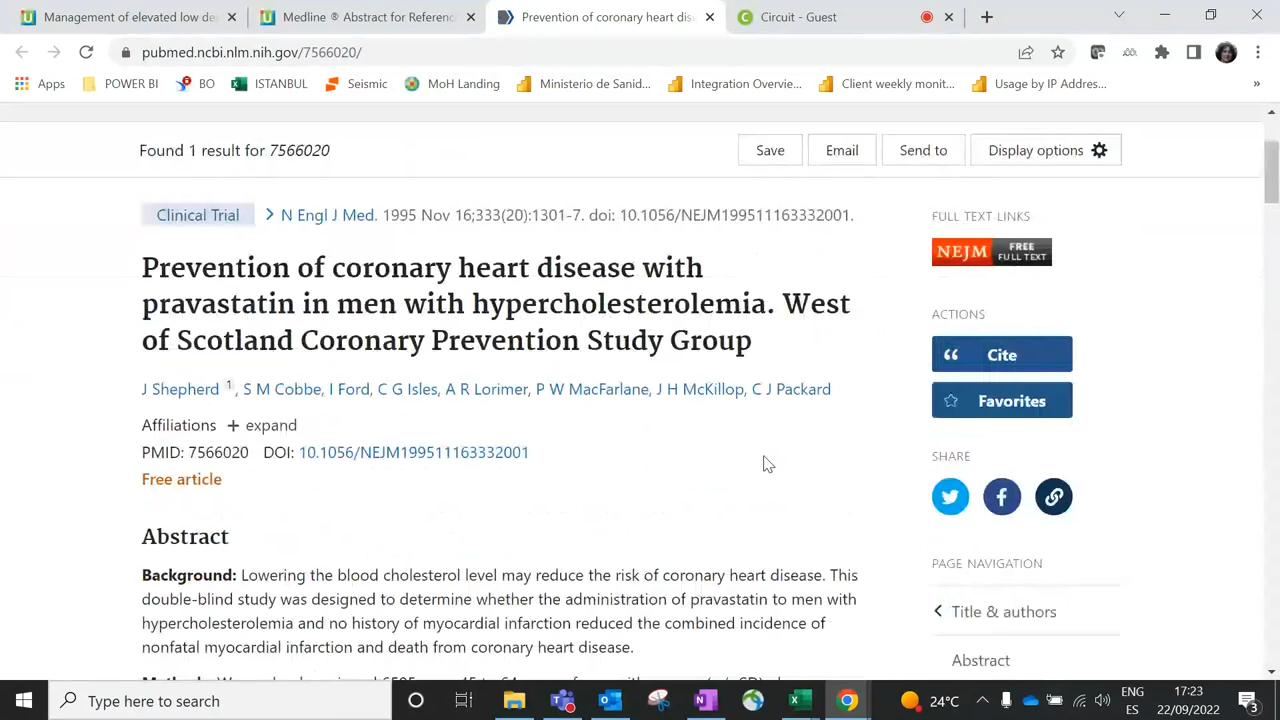 Management of elevated low de
Medline ® Abstract for Referenc
Prevention of coronary heart dis
Circuit - Guest
pubmed.ncbi.nlm.nih.gov/7566020/
Apps
POWER BI
BO
ISTANBUL
Seismic
MoH Landing
Ministerio de Sanid...
Integration Overvie...
Client weekly monit...
Usage by IP Addres...
»
Found 1 result for 7566020
Save
Email
Send to
Display options
Clinical Trial
N Engl J Med. 1995 Nov 16;333(20):1301-7. doi: 10.1056/NEJM199511163332001.
Prevention of coronary heart disease with
pravastatin in men with hypercholesterolemia. West
of Scotland Coronary Prevention Study Group
J Shepherd 1, S M Cobbe, I Ford, C G Isles, A R Lorimer, P W MacFarlane, J H McKillop, C J Packard
Affiliations + expand
PMID: 7566020 DOI: 10.1056/NEJM199511163332001
Free article
Abstract
Background: Lowering the blood cholesterol level may reduce the risk of coronary heart disease. This
double-blind study was designed to determine whether the administration of pravastatin to men with
hypercholesterolemia and no history of myocardial infarction reduced the combined incidence of
nonfatal myocardial infarction and death from coronary heart disease.
FULL TEXT LINKS
NEJM FREE
FULL TEXT
ACTIONS
Cite
Favorites
SHARE
PAGE NAVIGATION
Title & authors
Abstract
Type here to search
24°C
ENG
ES
17:23
22/09/2022
3